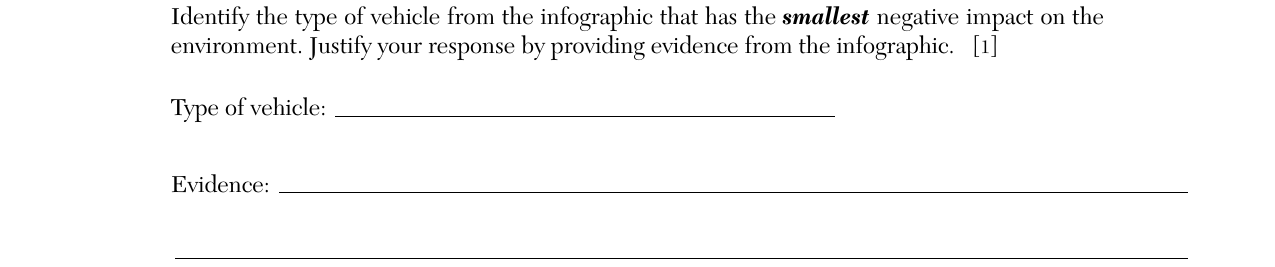 Identify the type of vehicle from the infographic that has the smallest negative impact on the
environment. Justify your response by providing evidence from the infographic. [1]
Type of vehicle:
Evidence: